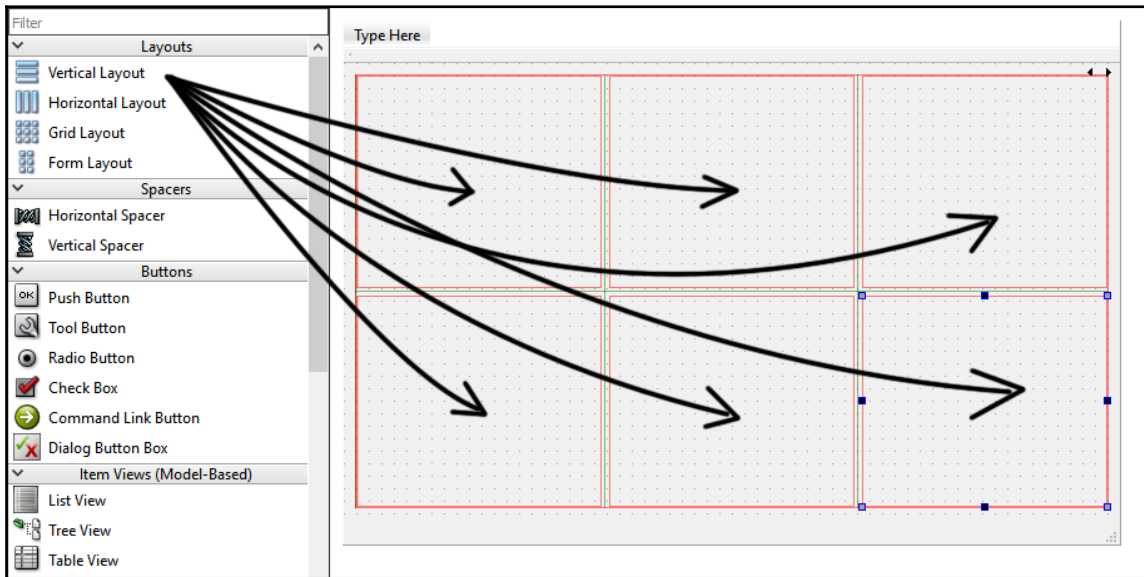 Filter
Layouts
Vertical Layout
Horizontal Layout
Grid Layout
Form Layout
Spacers
Horizontal Spacer
Vertical Spacer
Buttons
OK
Push Button
Tool Button
Radio Button
Check Box
Command Link Button
Dialog Button Box
Item Views (Model-Based)
List View
Tree View
Table View
Type Here